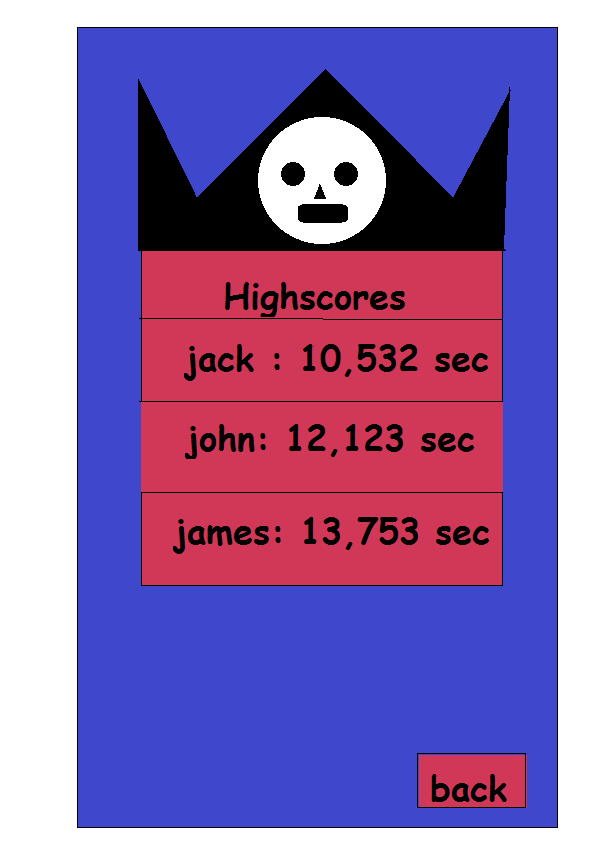 Highscores
jack : 10,532 sec
john: 12,123 sec
james: 13,753 sec
back